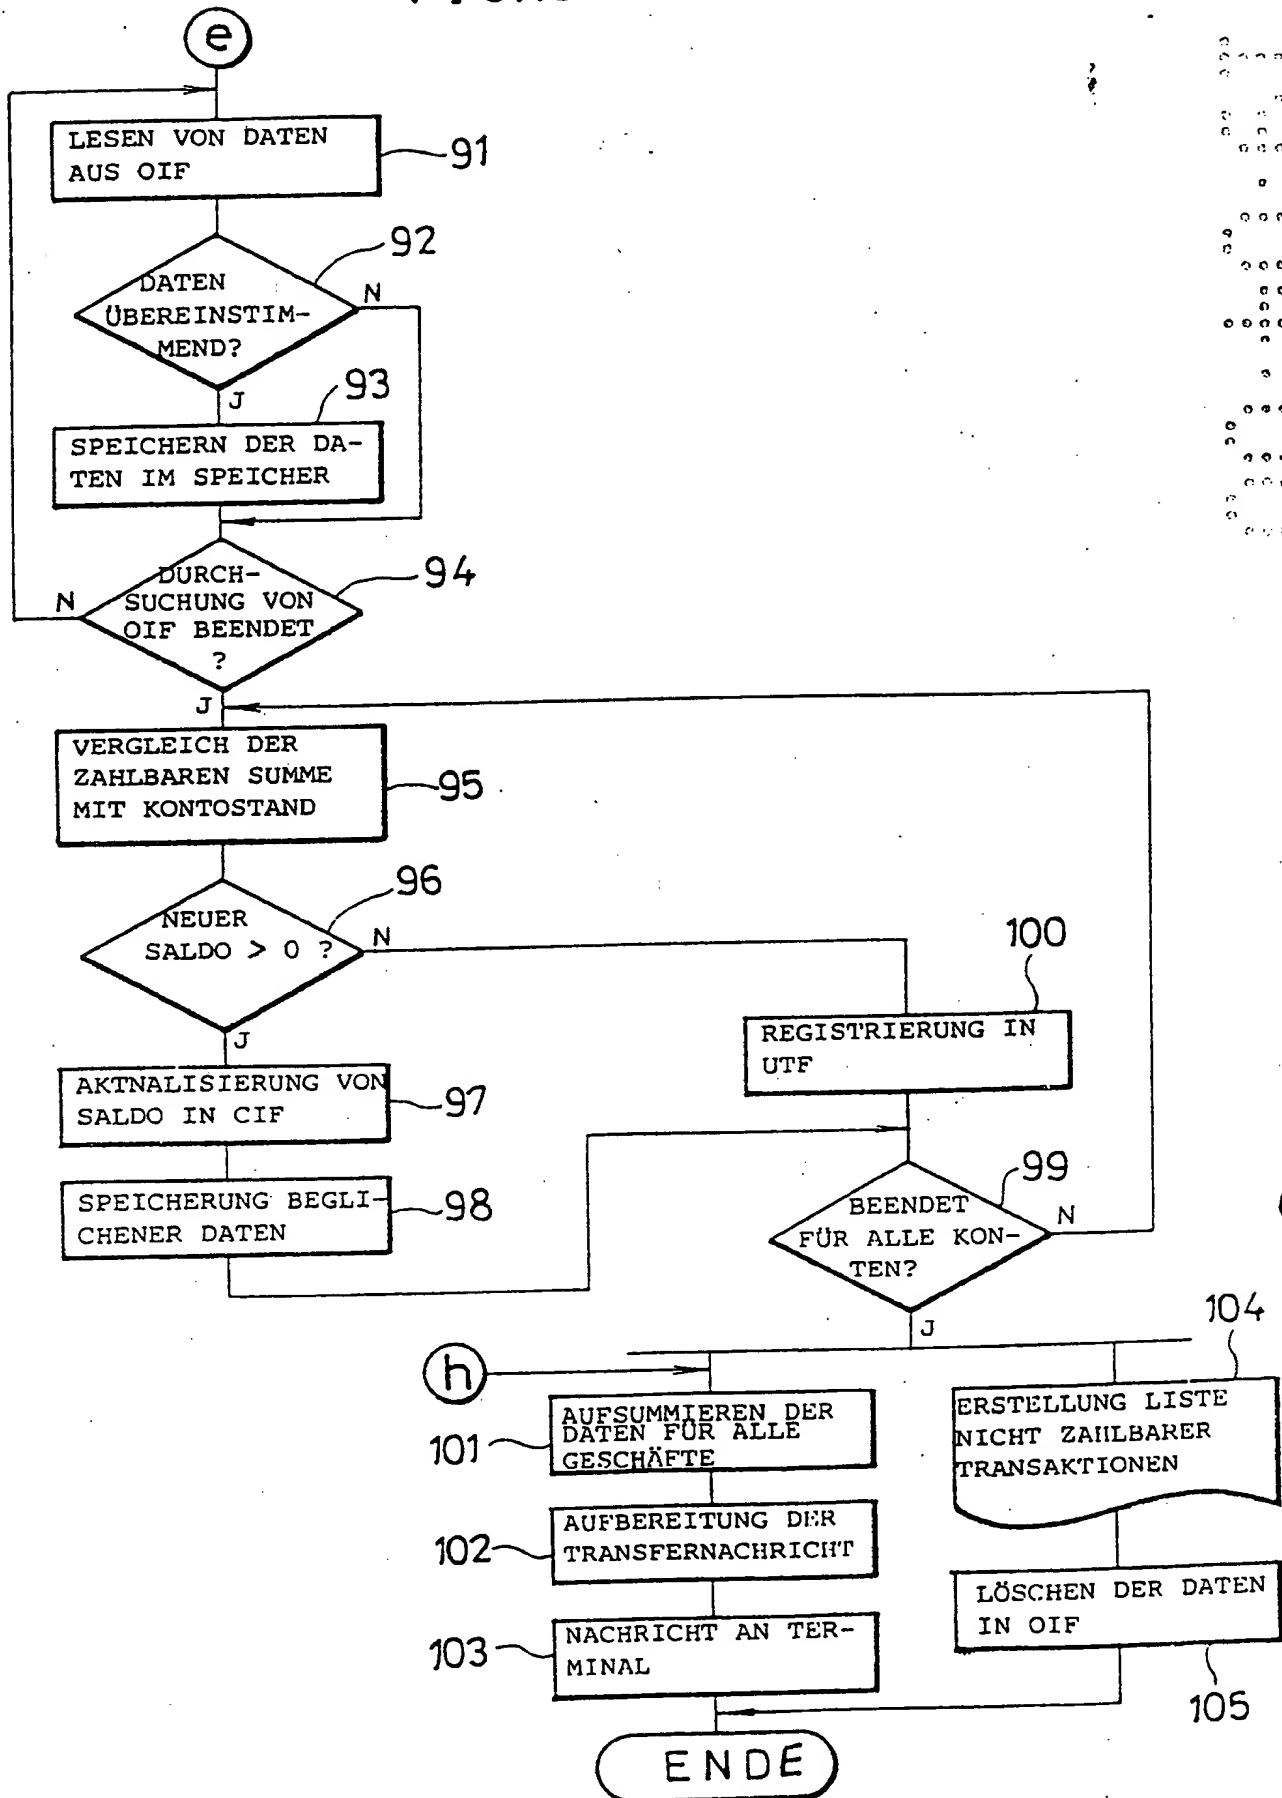 e
LESEN VON DATEN
AUS OIF
91
92
DATEN
ÜBEREINSTIM-
MEND?
N
J
93
SPEICHERN DER DA-
TEN IM SPEICHER
94
DURCH-
SUCHUNG VON
OIF BEENDET
?
N
J
VERGLEICH DER
ZAHLBAREN SUMME
MIT KONTOSTAND
95
96
NEUER
SALDO > 0 ?
N
J
100
REGISTRIERUNG IN
UTF
AKTNALISIERUNG VON
SALDO IN CIF
97
SPEICHERUNG BEGLI-
CHENER DATEN
98
99
BEENDET
FÜR ALLE KON-
TEN?
N
J
104
h
AUFSUMMIEREN DER
DATEN FÜR ALLE
GESCHÄFTE
101
ERSTELLUNG LISTE
NICHT ZAHLBARER
TRANSAKTIONEN
AUFBEREITUNG DER
TRANSFERNACHRICHT
102
LÖSCHEN DER DATEN
IN OIF
105
NACHRICHT AN TER-
MINAL
103
ENDE